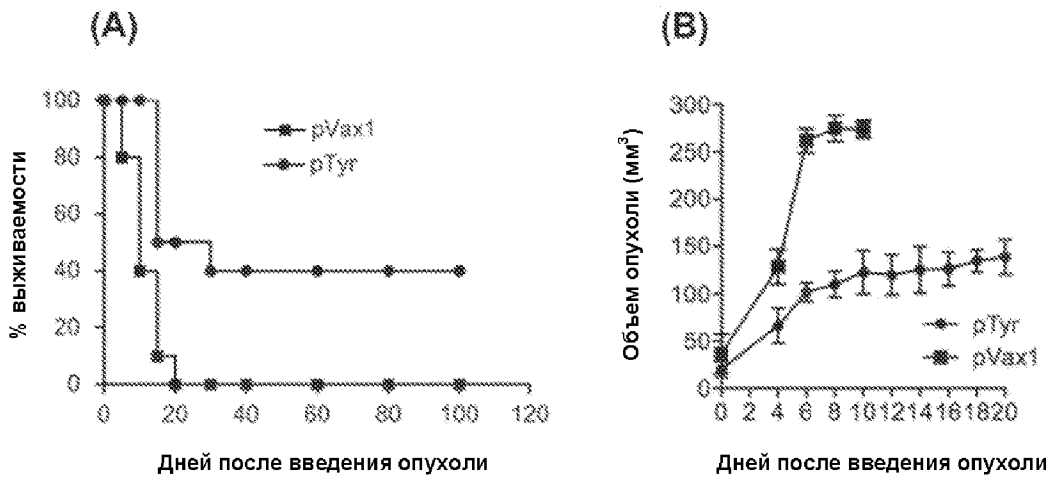 (A)
% выживаемости
100
80
60
40
20
0
pVax1
pTyr
0 20 40 60 80 100 120
Дней после введения опухоли
(B)
Объем опухоли (мм³)
300
250
200
150
100
50
0
pTyr
pVax1
0 2 4 6 8 10 12 14 16 18 20
Дней после введения опухоли